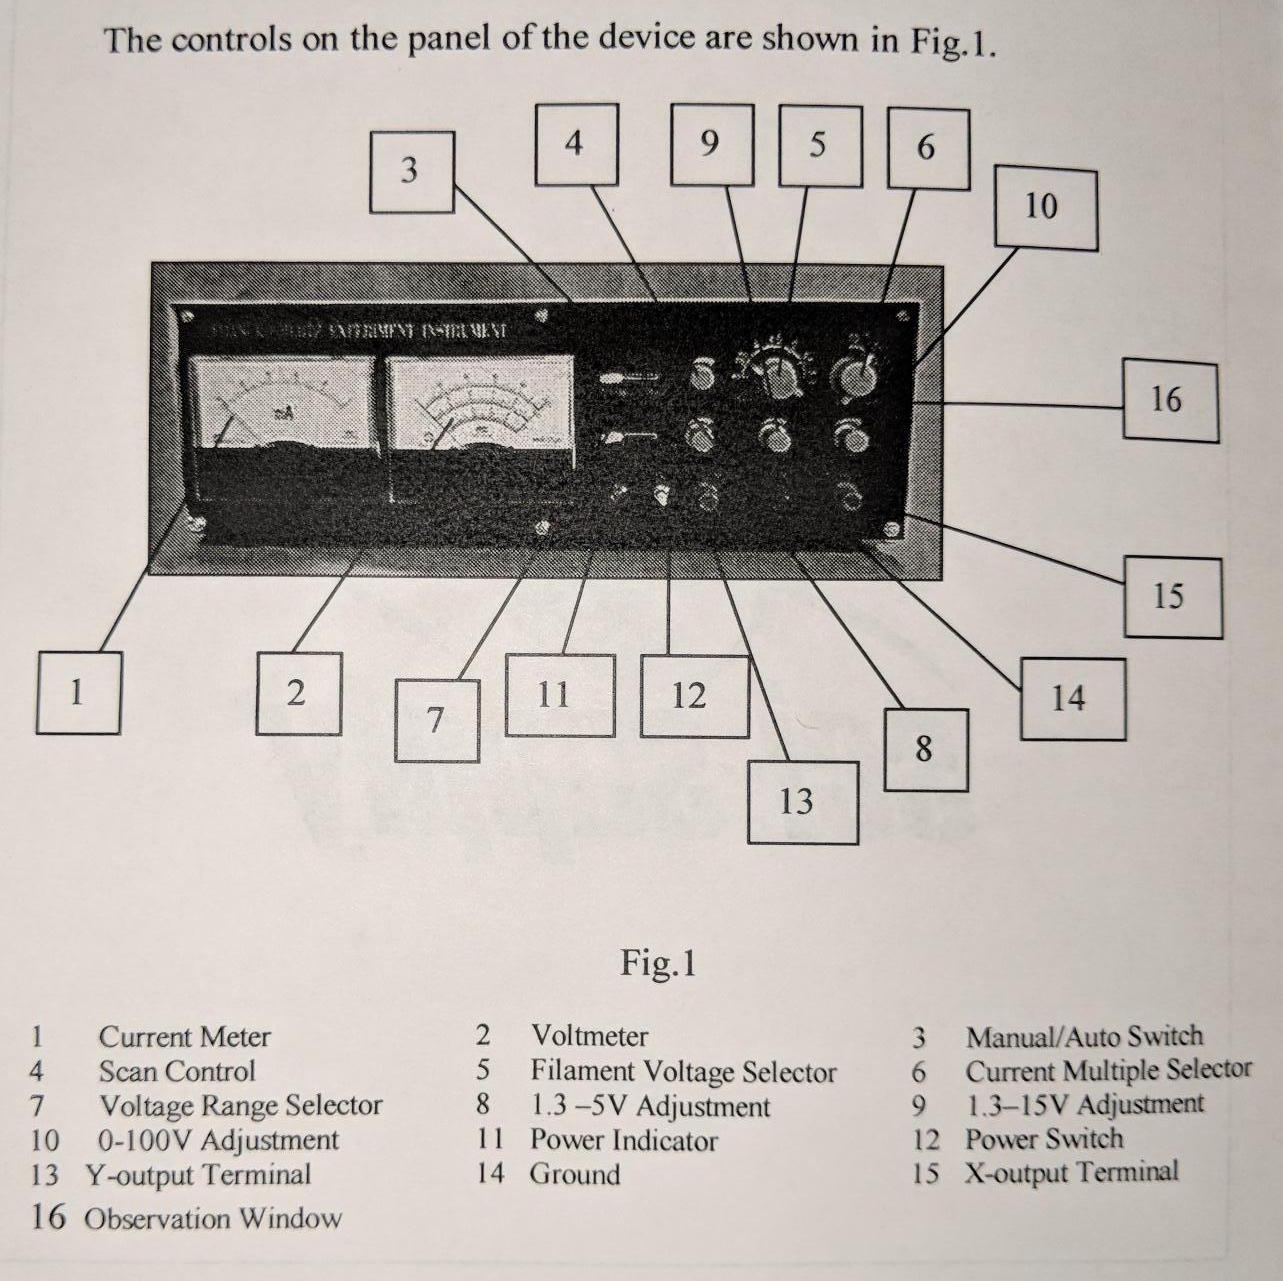 The controls on the panel of the device are shown in Fig.1.
4 9 5 6
3
10
EXPERIMENT INSTRUMENT
mA
16
15
1 2 7 11 12 14
8
13
Fig.1
1 Current Meter 2 Voltmeter 3 Manual/Auto Switch
4 Scan Control 5 Filament Voltage Selector 6 Current Multiple Selector
7 Voltage Range Selector 8 1.3 –5V Adjustment 9 1.3–15V Adjustment
10 0-100V Adjustment 11 Power Indicator 12 Power Switch
13 Y-output Terminal 14 Ground 15 X-output Terminal
16 Observation Window